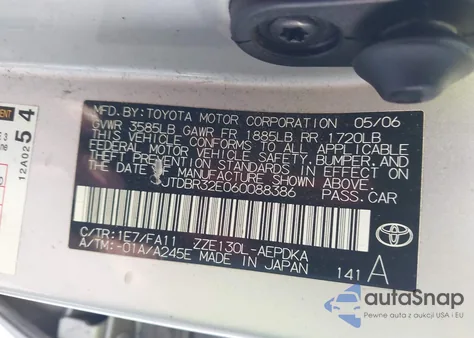 MFD.BY:TOYOTA MOTOR CORPORATION 05/06
GVWR 3585LB GAWR FR 1885LB RR 1720LB
THIS VEHICLE CONFORMS TO ALL APPLICABLE
FEDERAL MOTOR VEHICLE SAFETY, BUMPER, AND
THEFT PREVENTION STANDARDS IN EFFECT ON
THE DATE OF MANUFACTURE SHOWN ABOVE.
JTDBR32E060088386 PASS.CAR
C/TR:1E7/FA11 ZZE130L-AEPDKA
A/TM:-01A/A245E MADE IN JAPAN
141 A
TOYOTA
12A02 54
autoSnap
Pewne auta z aukcji USA i EU